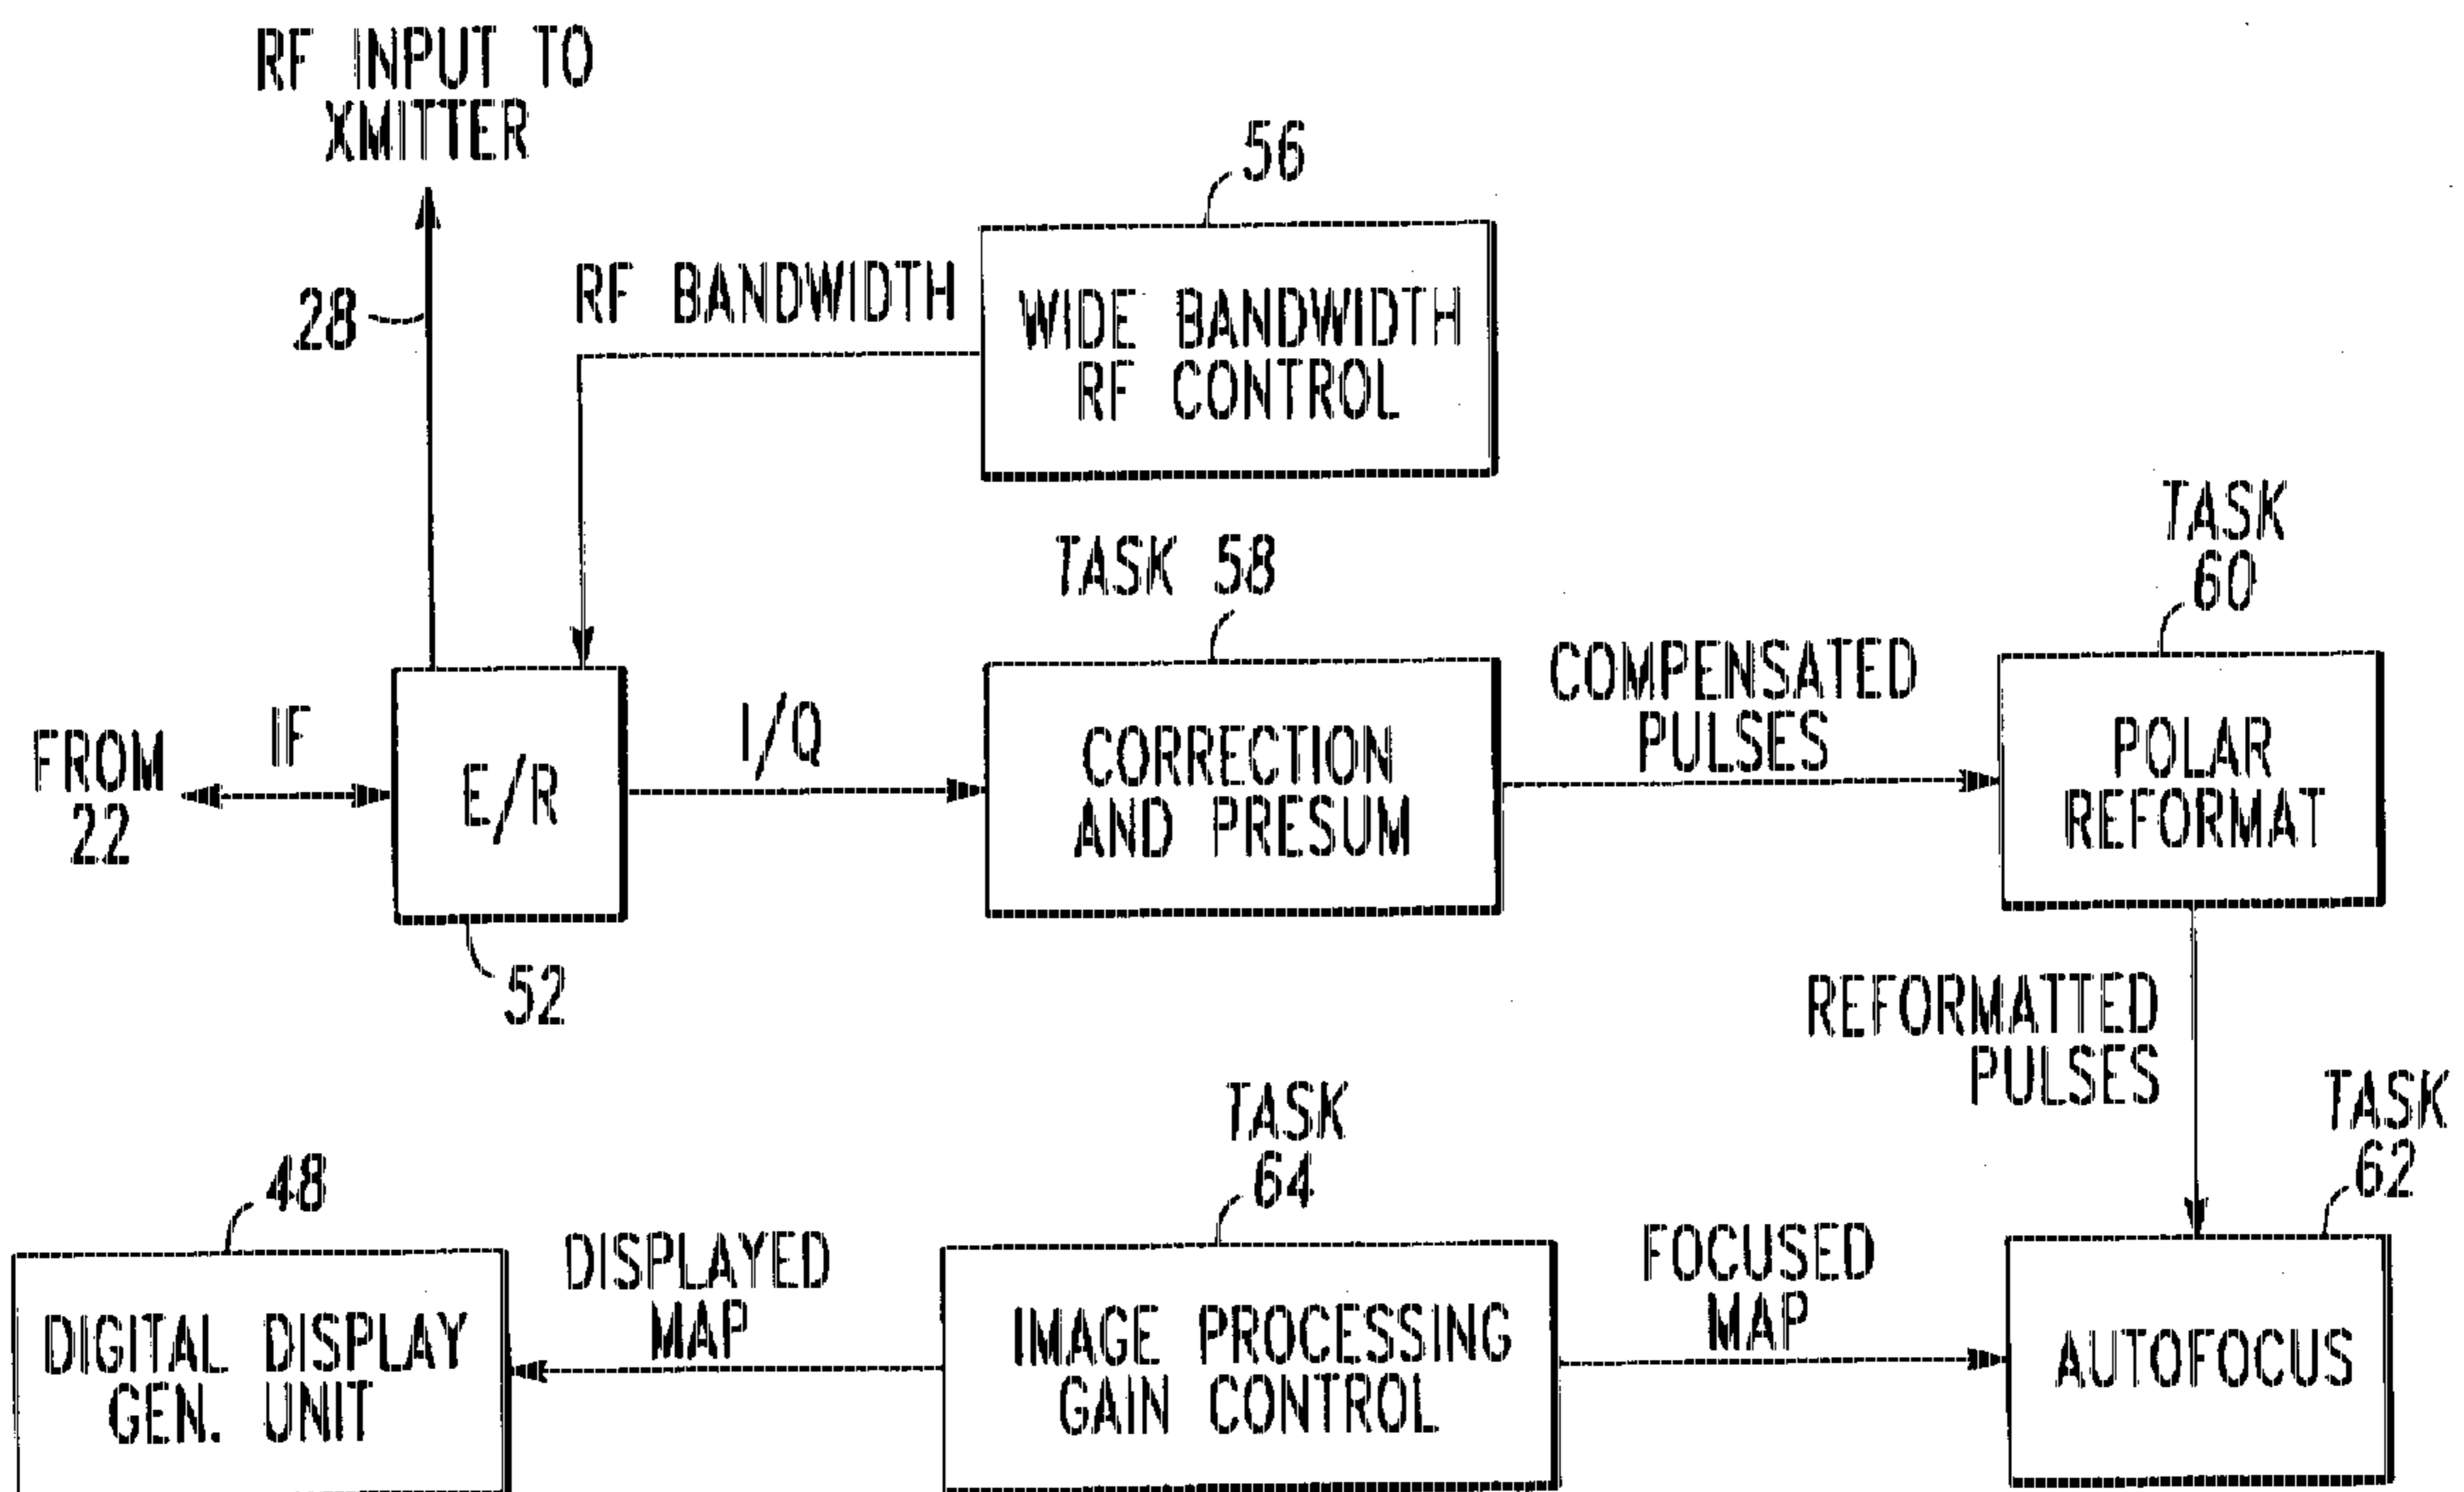 RF INPUT TO
XMITTER
56
RF BANDWIDTH
WIDE BANDWIDTH
RF CONTROL
28
TASK
60
TASK 58
COMPENSATED
PULSES
FROM
22
IF
E/R
I/Q
CORRECTION
AND PRESUM
POLAR
REFORMAT
52
REFORMATTED
PULSES
TASK
62
TASK
64
48
DISPLAYED
MAP
FOCUSED
MAP
DIGITAL DISPLAY
GEN. UNIT
IMAGE PROCESSING
GAIN CONTROL
AUTOFOCUS